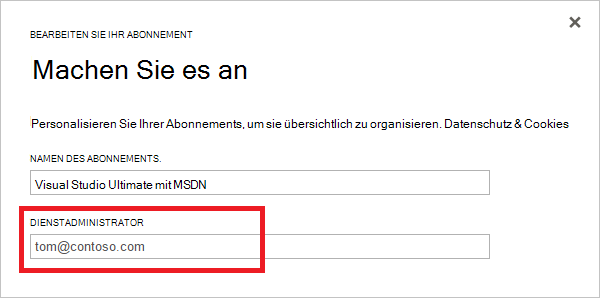 BEARBEITEN SIE IHR ABONNEMENT
Machen Sie es an
Personalisieren Sie Ihrer Abonnements, um sie übersichtlich zu organisieren. Datenschutz & Cookies
NAMEN DES ABONNEMENTS.
Visual Studio Ultimate mit MSDN
DIENSTADMINISTRATOR
tom@contoso.com